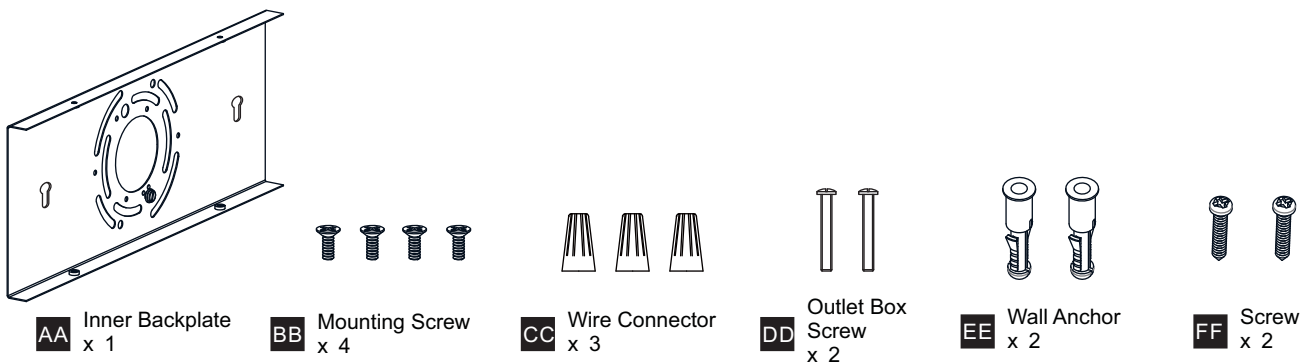 AA Inner Backplate
x 1
BB Mounting Screw
x 4
CC Wire Connector
x 3
DD Outlet Box
Screw
x 2
EE Wall Anchor
x 2
FF Screw
x 2